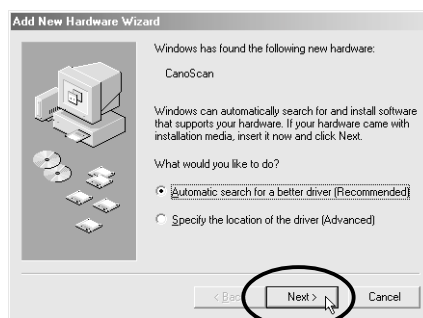 Add New Hardware Wizard
Windows has found the following new hardware:
CanoScan
Windows can automatically search for and install software
that supports your hardware. If your hardware came with
installation media, insert it now and click Next.
What would you like to do?
Automatic search for a better driver (Recommended)
Specify the location of the driver (Advanced)
< Back Next > Cancel